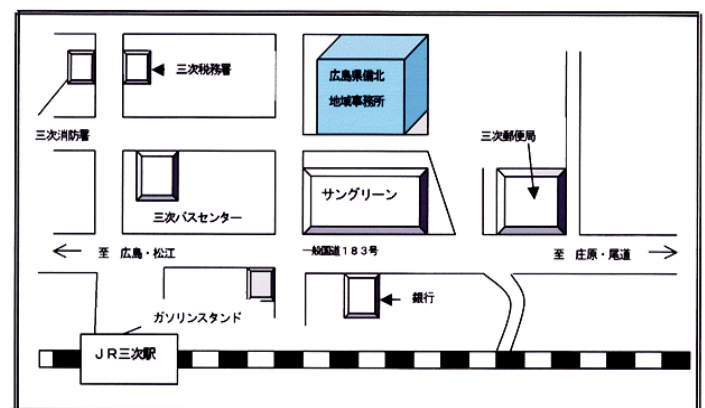 三次税務署
広島県備北
地域事務所
三次消防署
三次郵便局
サングリーン
三次バスセンター
至 広島・松江
一般国道183号
至 庄原・尾道
銀行
ガソリンスタンド
JR三次駅